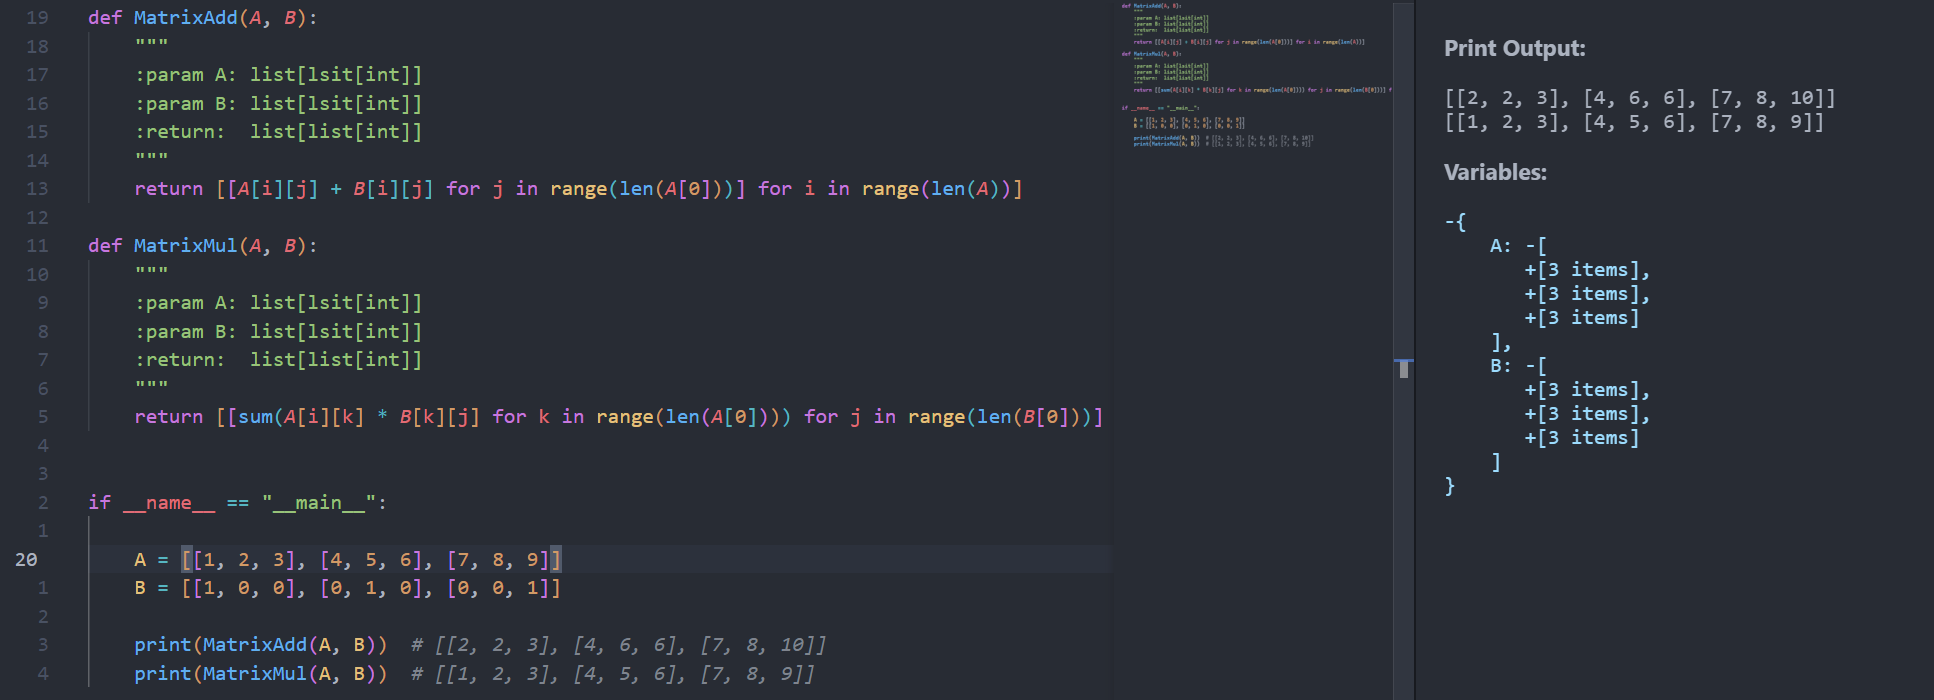 19 def MatrixAdd(A, B):
18     """
17     :param A: list[lsit[int]]
16     :param B: list[lsit[int]]
15     :return:  list[list[int]]
14     """
13     return [[A[i][j] + B[i][j] for j in range(len(A[0]))] for i in range(len(A))]
12
11 def MatrixMul(A, B):
10     """
9     :param A: list[lsit[int]]
8     :param B: list[lsit[int]]
7     :return:  list[list[int]]
6     """
5     return [[sum(A[i][k] * B[k][j] for k in range(len(A[0]))) for j in range(len(B[0]))]
4
3
2 if __name__ == "__main__":
1
20     A = [[1, 2, 3], [4, 5, 6], [7, 8, 9]]
1     B = [[1, 0, 0], [0, 1, 0], [0, 0, 1]]
2
3     print(MatrixAdd(A, B))  # [[2, 2, 3], [4, 6, 6], [7, 8, 10]]
4     print(MatrixMul(A, B))  # [[1, 2, 3], [4, 5, 6], [7, 8, 9]]
Print Output:
[[2, 2, 3], [4, 6, 6], [7, 8, 10]]
[[1, 2, 3], [4, 5, 6], [7, 8, 9]]
Variables:
-{
    A: -[
       +[3 items],
       +[3 items],
       +[3 items]
    ],
    B: -[
       +[3 items],
       +[3 items],
       +[3 items]
    ]
}